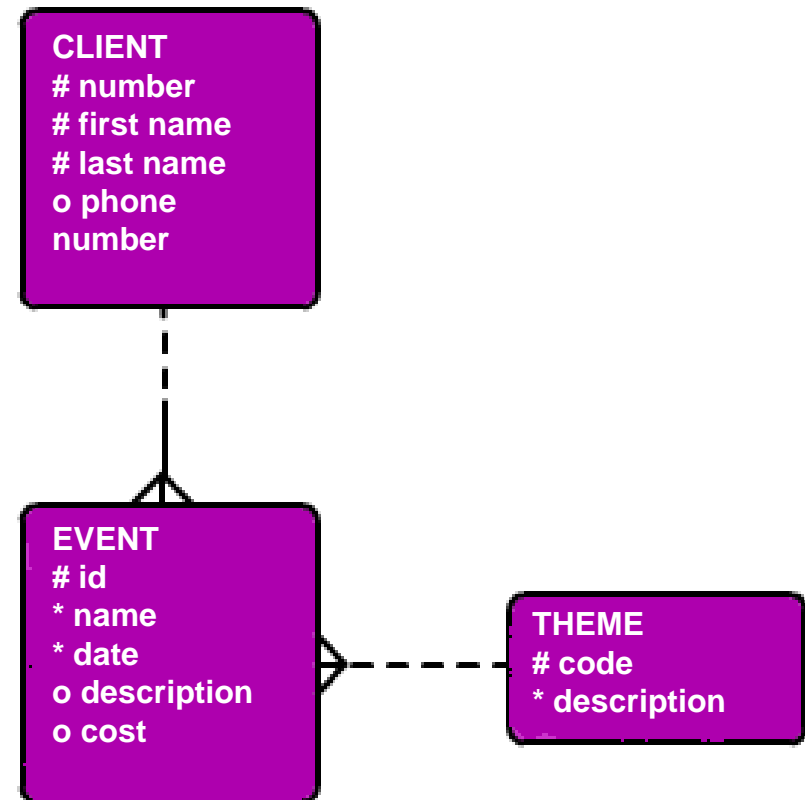 CLIENT
# number
# first name
# last name
o phone
number
EVENT
# id
* name
* date
o description
o cost
THEME
# code
* description